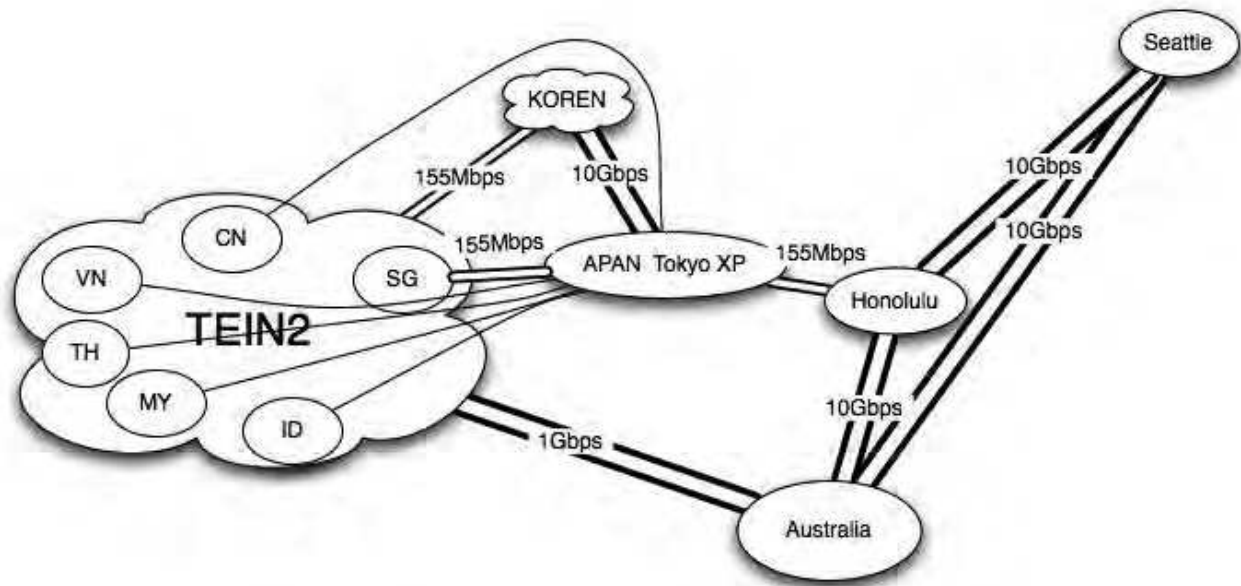 Seattle
KOREN
155Mbps
10Gbps
10Gbps
CN
155Mbps
10Gbps
APAN Tokyo XP
155Mbps
VN
SG
Honolulu
TEIN2
TH
MY
10Gbps
ID
1Gbps
Australia